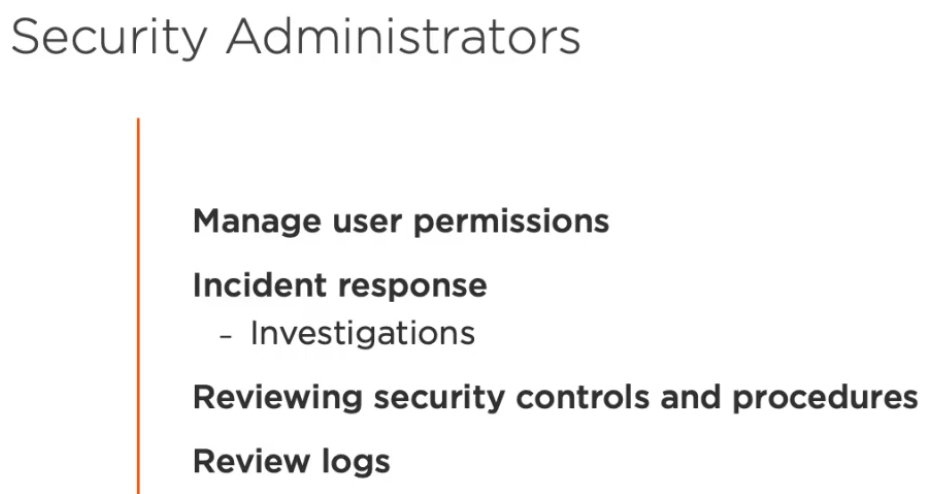 Security Administrators
Manage user permissions
Incident response
– Investigations
Reviewing security controls and procedures
Review logs